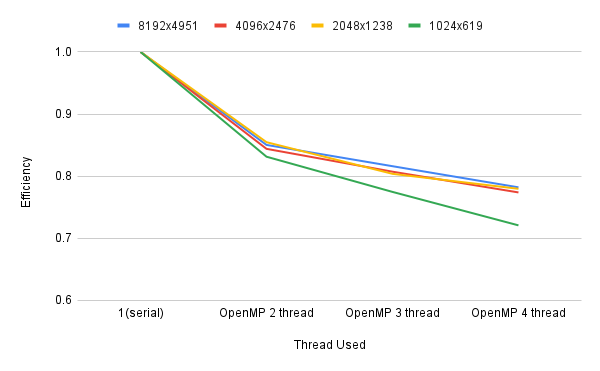 8192x4951 4096x2476 2048x1238 1024x619
1.0
0.9
0.8
0.7
0.6
Efficiency
1(serial) OpenMP 2 thread OpenMP 3 thread OpenMP 4 thread
Thread Used